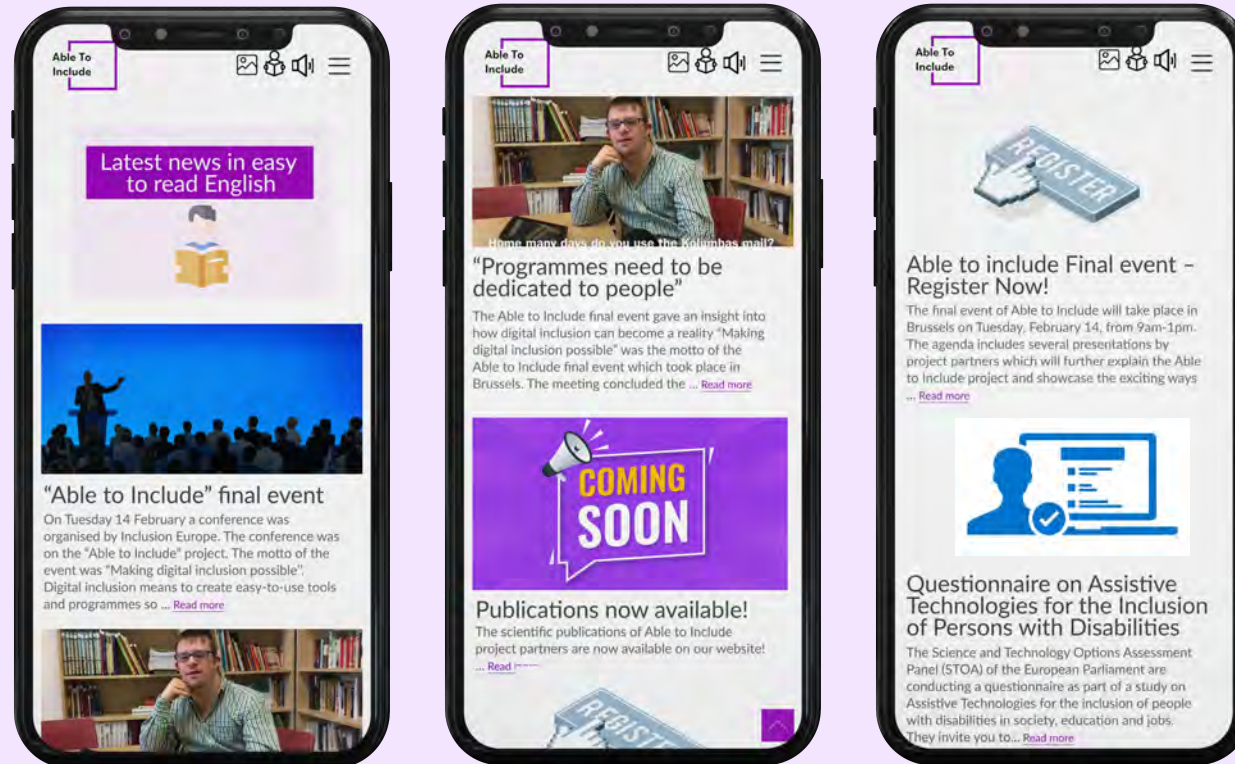 Able To
Include
Latest news in easy
to read English
“Able to Include” final event
On Tuesday 14 February a conference was
organised by Inclusion Europe. The conference was
on the “Able to Include” project. The motto of the
event was “Making digital inclusion possible”.
Digital inclusion means to create easy-to-use tools
and programmes so ... Read more
Able To
Include
Home many days do you use the Kolumbas mail?
“Programmes need to be
dedicated to people”
The Able to Include final event gave an insight into
how digital inclusion can become a reality “Making
digital inclusion possible” was the motto of the
Able to Include final event which took place in
Brussels. The meeting concluded the ... Read more
COMING
SOON
Publications now available!
The scientific publications of Able to Include
project partners are now available on our website!
... Read
REGISTER
Able To
Include
REGISTER
Able to include Final event –
Register Now!
The final event of Able to Include will take place in
Brussels on Tuesday, February 14, from 9am-1pm.
The agenda includes several presentations by
project partners which will further explain the Able
to Include project and showcase the exciting ways
... Read more
Questionnaire on Assistive
Technologies for the Inclusion
of Persons with Disabilities
The Science and Technology Options Assessment
Panel (STOA) of the European Parliament are
conducting a questionnaire as part of a study on
Assistive Technologies for the inclusion of people
with disabilities in society, education and jobs.
They invite you to... Read more